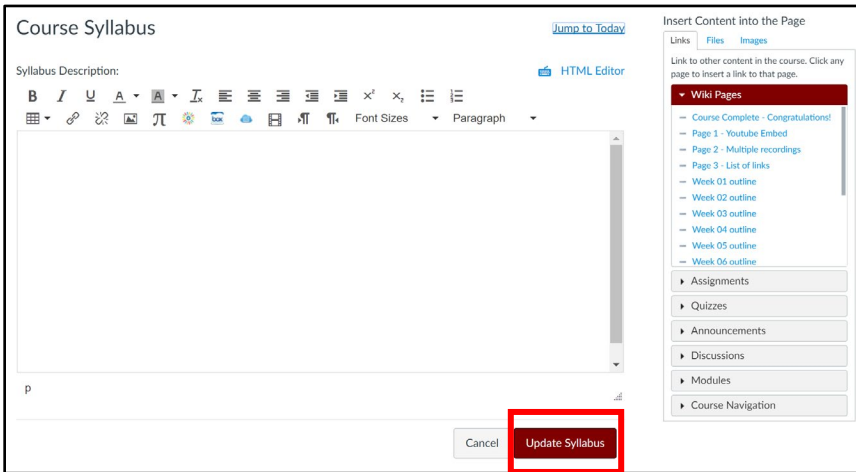 Course Syllabus
Jump to Today
Syllabus Description:
HTML Editor
B I U A A Ix x² x₂
π box ¶ ¶ Font Sizes Paragraph
p
Cancel
Update Syllabus
Insert Content into the Page
Links Files Images
Link to other content in the course. Click any
page to insert a link to that page.
Wiki Pages
Course Complete - Congratulations!
Page 1 - Youtube Embed
Page 2 - Multiple recordings
Page 3 - List of links
Week 01 outline
Week 02 outline
Week 03 outline
Week 04 outline
Week 05 outline
Week 06 outline
Assignments
Quizzes
Announcements
Discussions
Modules
Course Navigation